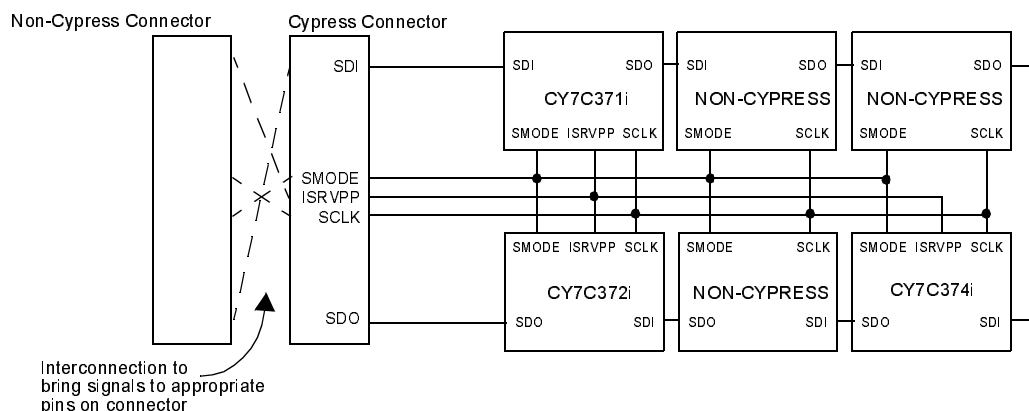 Non-Cypress Connector
Cypress Connector
SDI
SMODE
ISRVPP
SCLK
SDO
SDI SDO
CY7C371i
SMODE ISRVPP SCLK
SDI SDO
NON-CYPRESS
SMODE SCLK
SDI SDO
NON-CYPRESS
SMODE SCLK
SMODE ISRVPP SCLK
CY7C372i
SDO SDI
SMODE SCLK
NON-CYPRESS
SDO SDI
SMODE ISRVPP SCLK
CY7C374i
SDO SDI
Interconnection to
bring signals to appropriate
pins on connector